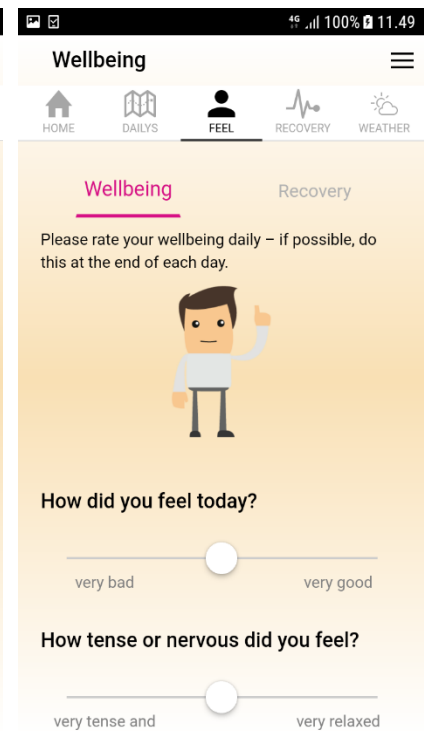 4G 100% 11.49
Wellbeing
HOME DAILYS FEEL RECOVERY WEATHER
Wellbeing Recovery
Please rate your wellbeing daily – if possible, do
this at the end of each day.
How did you feel today?
very bad very good
How tense or nervous did you feel?
very tense and very relaxed